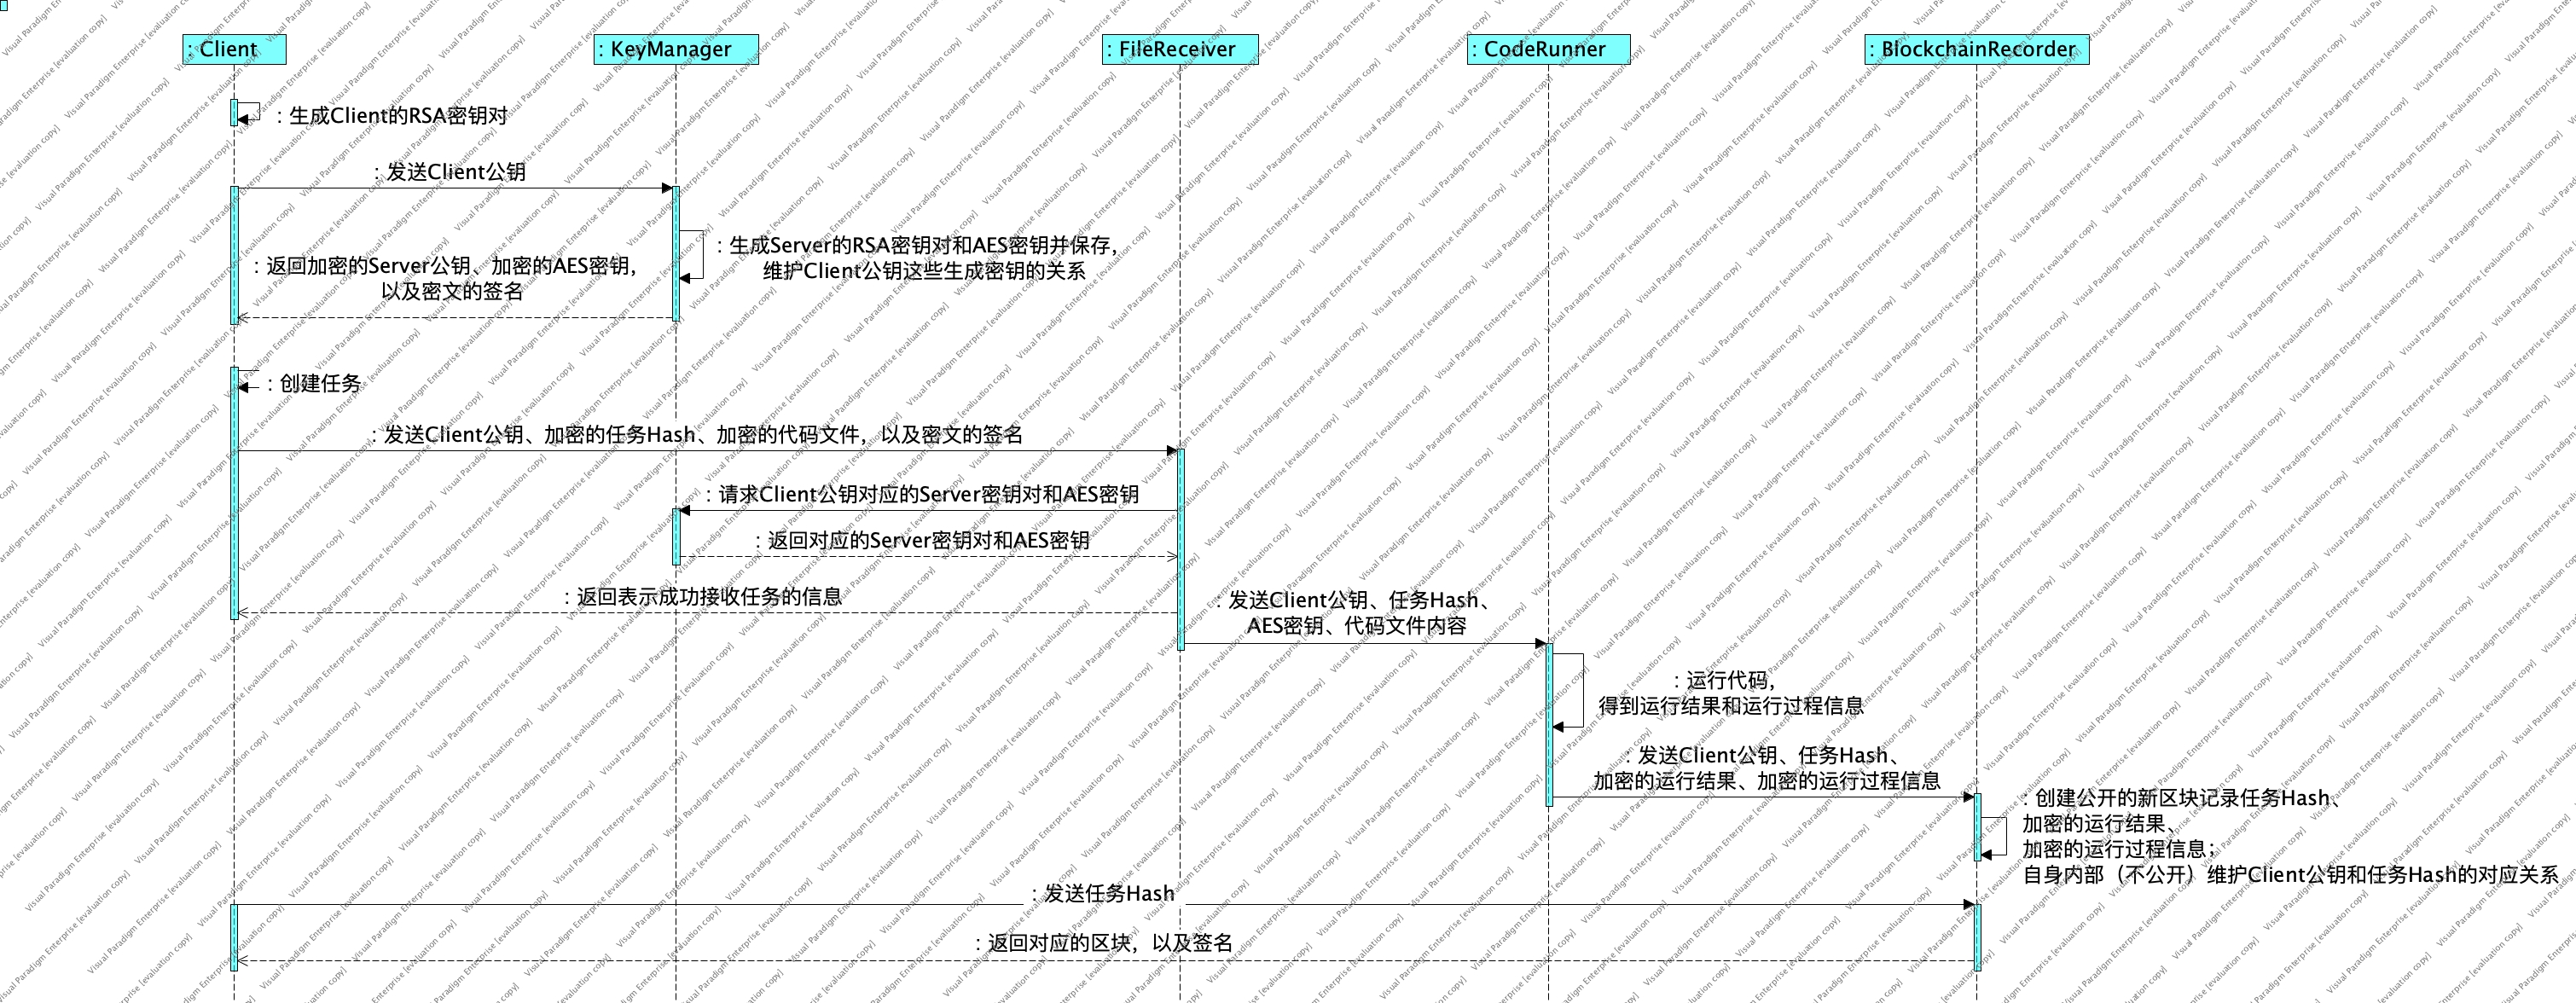 : Client
: KeyManager
: FileReceiver
: CodeRunner
: BlockchainRecorder
: 生成Client的RSA密钥对
: 发送Client公钥
: 生成Server的RSA密钥对和AES密钥并保存，
维护Client公钥这些生成密钥的关系
: 返回加密的Server公钥、加密的AES密钥，
以及密文的签名
: 创建任务
: 发送Client公钥、加密的任务Hash、加密的代码文件，以及密文的签名
: 请求Client公钥对应的Server密钥对和AES密钥
: 返回对应的Server密钥对和AES密钥
: 返回表示成功接收任务的信息
: 发送Client公钥、任务Hash、
AES密钥、代码文件内容
: 运行代码，
得到运行结果和运行过程信息
: 发送Client公钥、任务Hash、
加密的运行结果、加密的运行过程信息
: 创建公开的新区块记录任务Hash、
加密的运行结果、
加密的运行过程信息；
自身内部（不公开）维护Client公钥和任务Hash的对应关系
: 发送任务Hash
: 返回对应的区块，以及签名
Visual Paradigm Enterprise [evaluation copy]